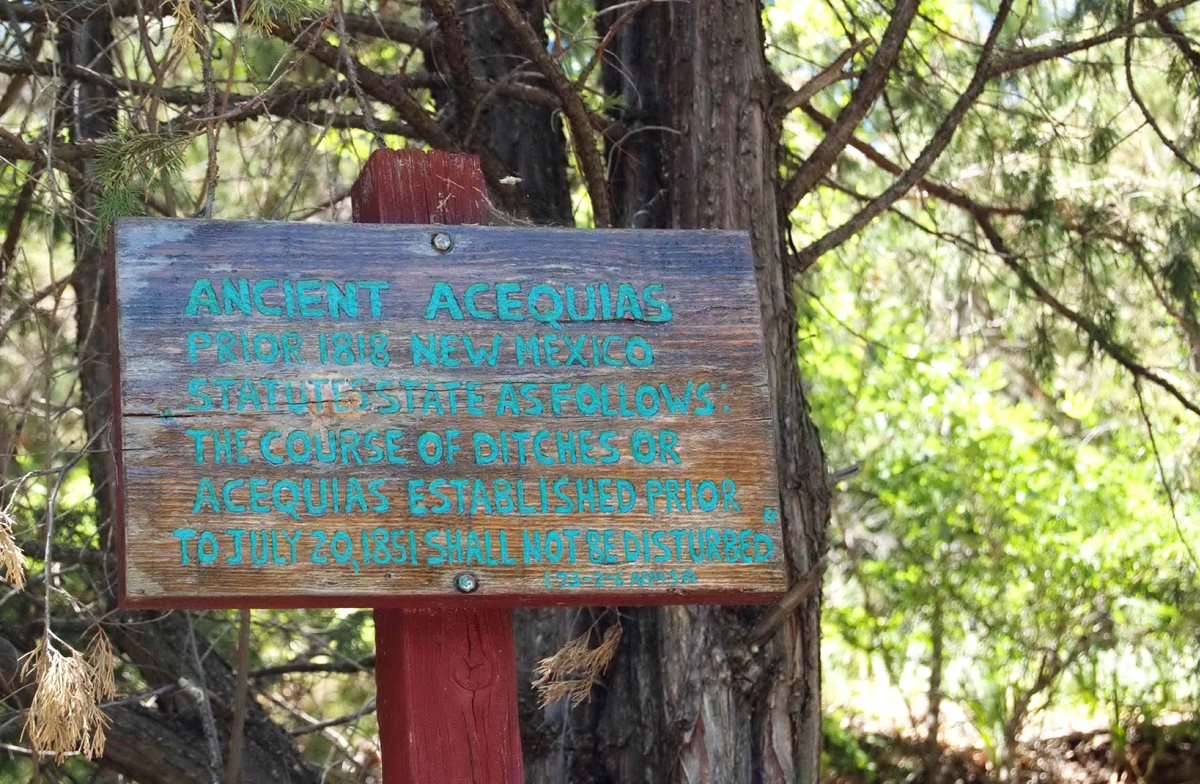 ANCIENT ACEQUIAS
PRIOR 1818 NEW MEXICO
STATUTES STATE AS FOLLOWS:
"THE COURSE OF DITCHES OR
ACEQUIAS ESTABLISHED PRIOR
TO JULY 20, 1851 SHALL NOT BE DISTURBED"
73-2-6 NMSA